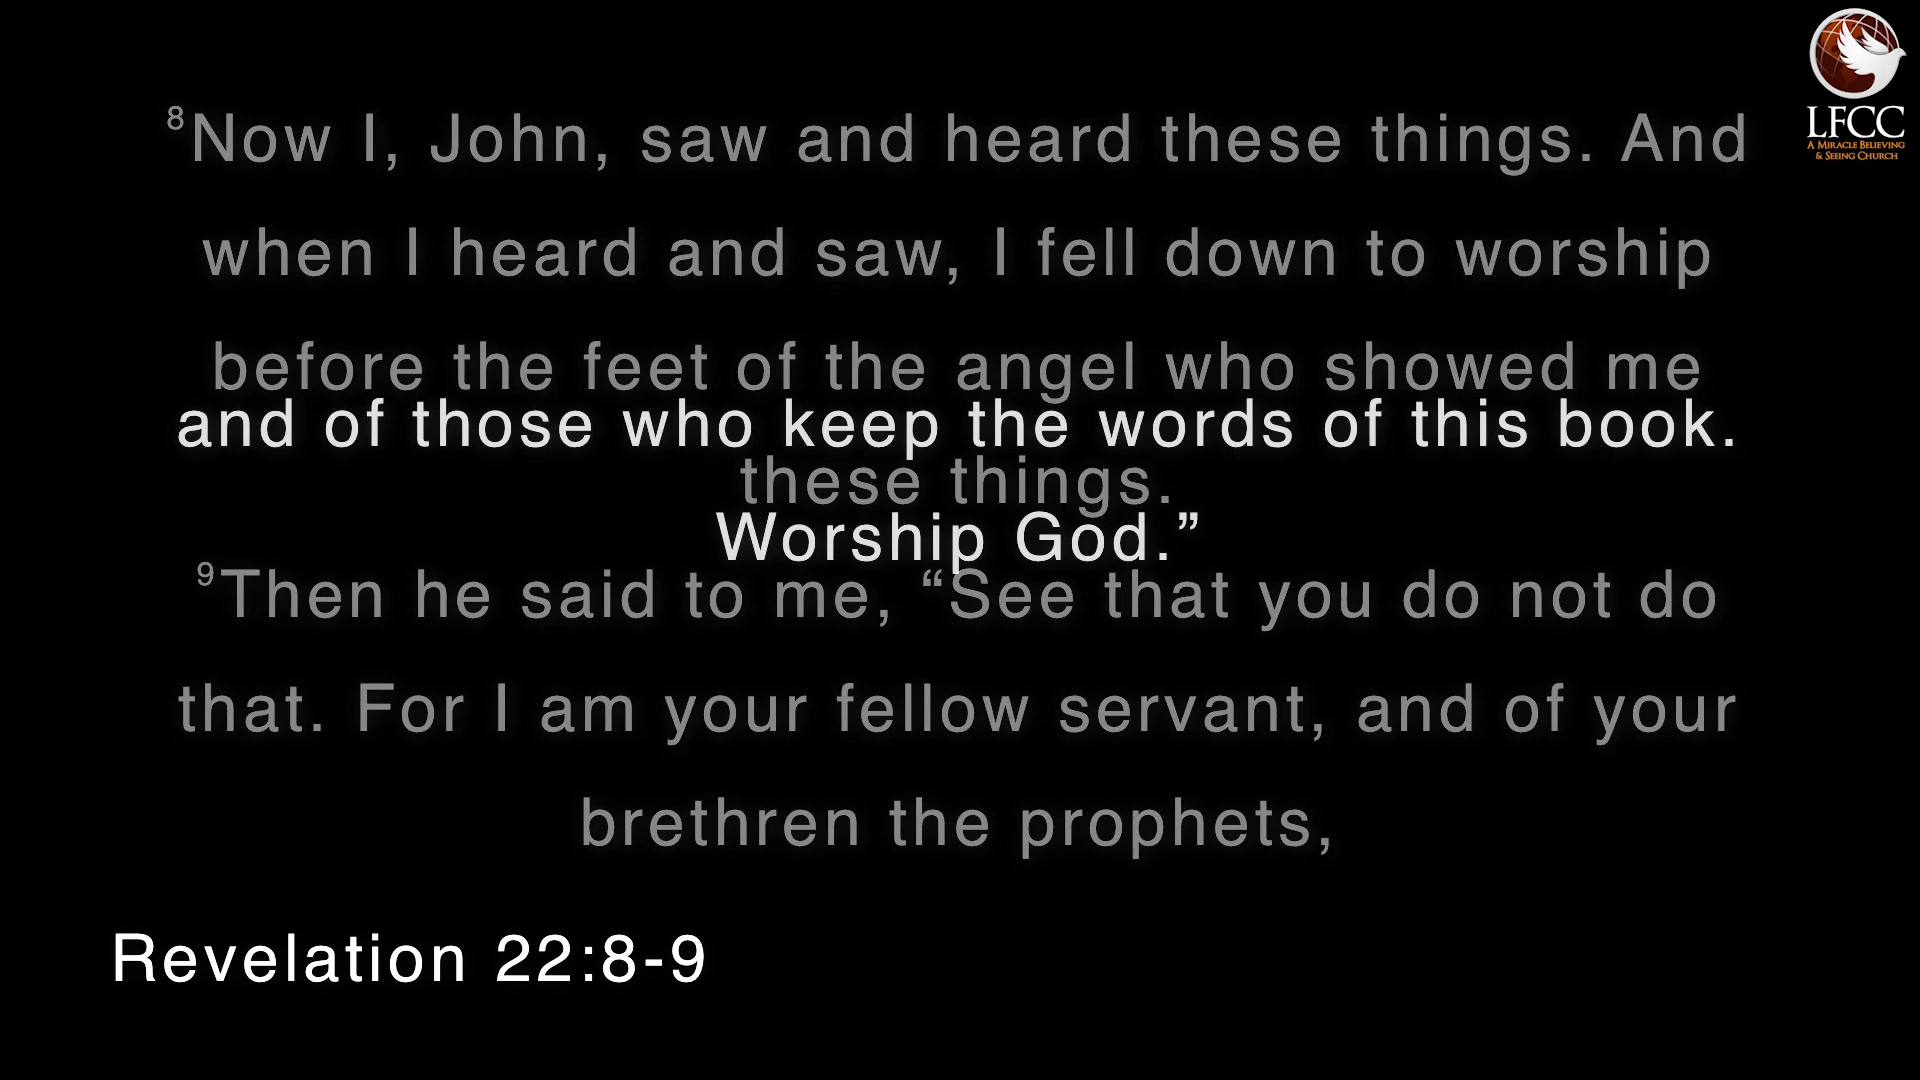 ⁸Now I, John, saw and heard these things. And
when I heard and saw, I fell down to worship
before the feet of the angel who showed me
these things.
⁹Then he said to me, “See that you do not do
that. For I am your fellow servant, and of your
brethren the prophets,
and of those who keep the words of this book.
Worship God.”
Revelation 22:8-9
LFCC
A Miracle Believing
& Seeing Church